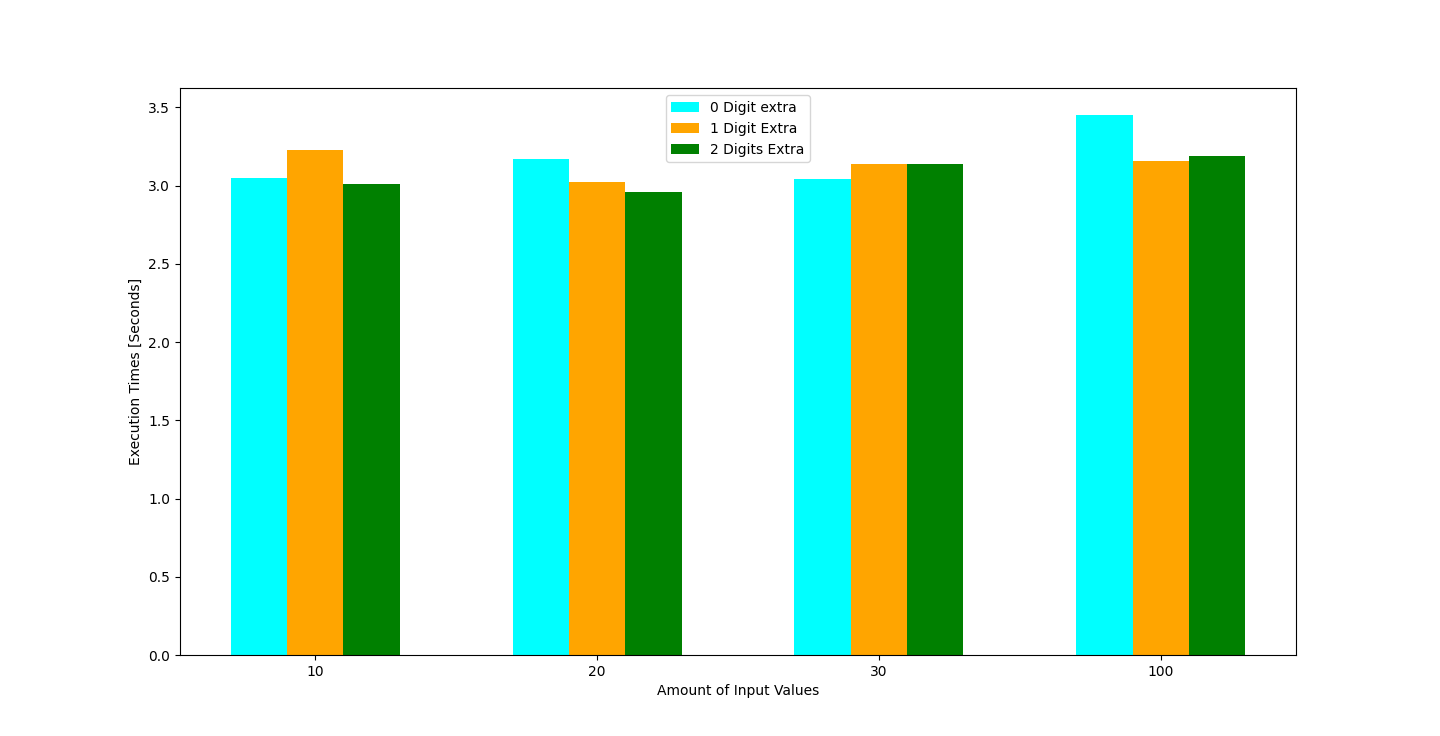 0 Digit extra
1 Digit Extra
2 Digits Extra
3.5
3.0
2.5
2.0
1.5
1.0
0.5
0.0
Execution Times [Seconds]
10 20 30 100
Amount of Input Values